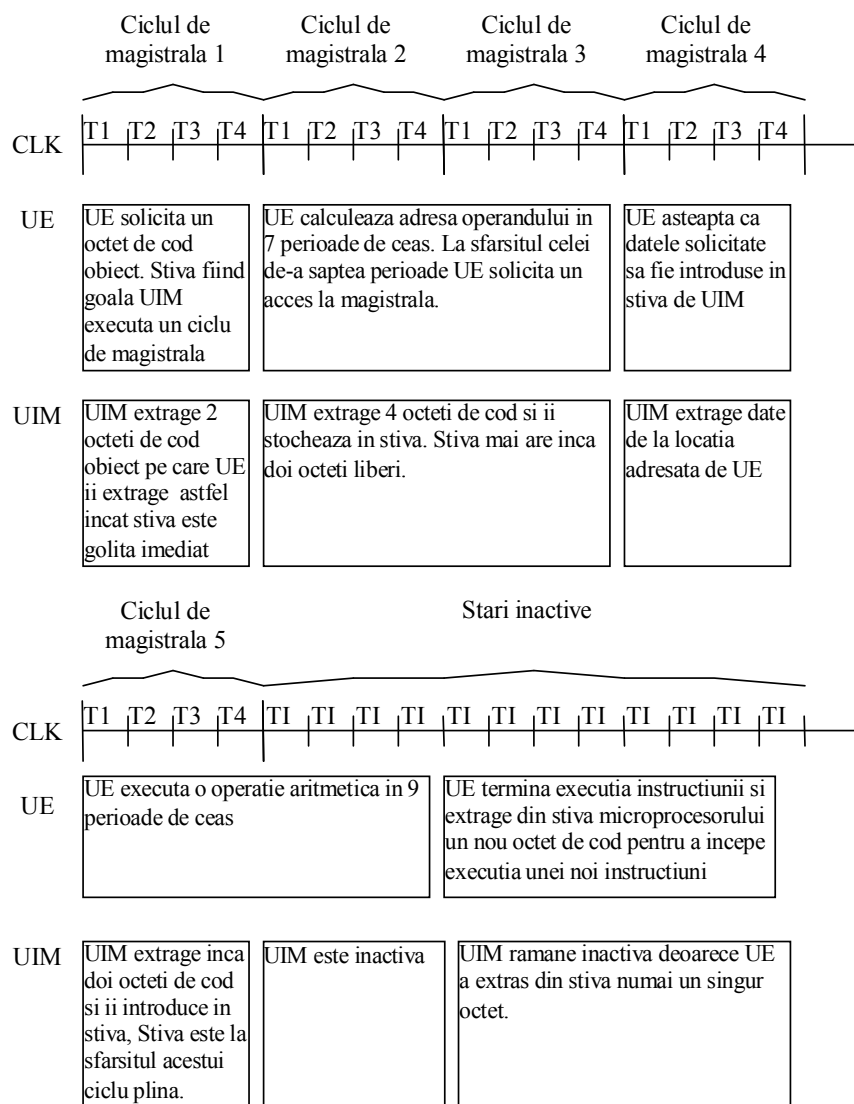 Ciclul de
magistrala 1
Ciclul de
magistrala 2
Ciclul de
magistrala 3
Ciclul de
magistrala 4
CLK
T1 T2 T3 T4 T1 T2 T3 T4 T1 T2 T3 T4 T1 T2 T3 T4
UE
UE solicita un
octet de cod
obiect. Stiva fiind
goala UIM
executa un ciclu
de magistrala
UE calculeaza adresa operandului in
7 perioade de ceas. La sfarsitul celei
de-a saptea perioade UE solicita un
acces la magistrala.
UE asteapta ca
datele solicitate
sa fie introduse in
stiva de UIM
UIM
UIM extrage 2
octeti de cod
obiect pe care UE
ii extrage astfel
incat stiva este
golita imediat
UIM extrage 4 octeti de cod si ii
stocheaza in stiva. Stiva mai are inca
doi octeti liberi.
UIM extrage date
de la locatia
adresata de UE
Ciclul de
magistrala 5
Stari inactive
CLK
T1 T2 T3 T4 TI TI TI TI TI TI TI TI TI TI TI TI
UE
UE executa o operatie aritmetica in 9
perioade de ceas
UE termina executia instructiunii si
extrage din stiva microprocesorului
un nou octet de cod pentru a incepe
executia unei noi instructiuni
UIM
UIM extrage inca
doi octeti de cod
si ii introduce in
stiva, Stiva este la
sfarsitul acestui
ciclu plina.
UIM este inactiva
UIM ramane inactiva deoarece UE
a extras din stiva numai un singur
octet.